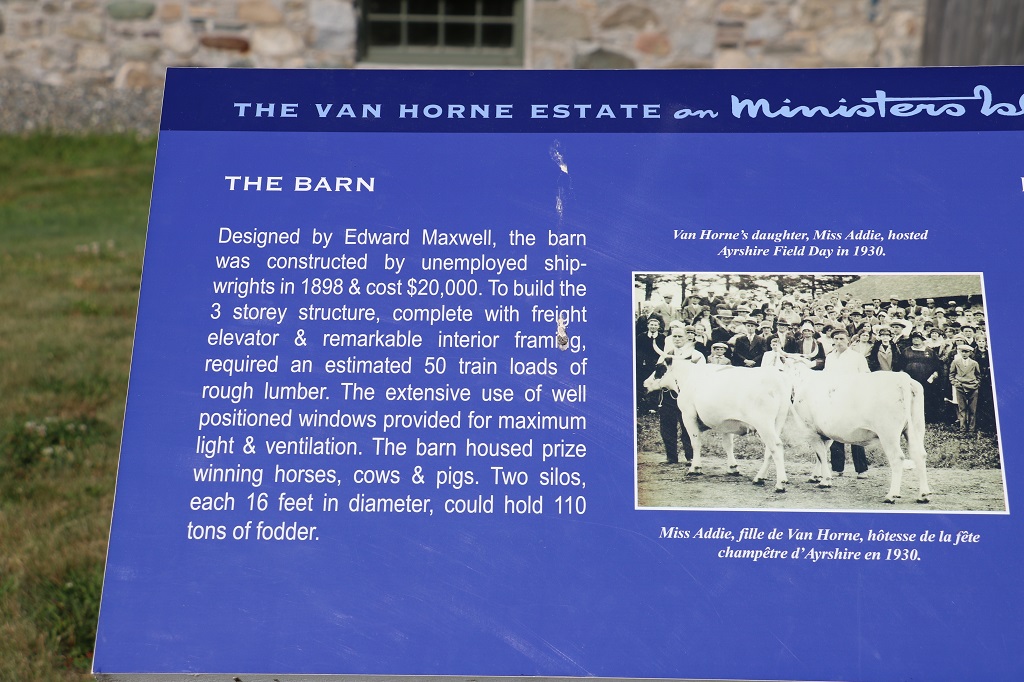 THE VAN HORNE ESTATE on Ministers
THE BARN
Designed by Edward Maxwell, the barn
was constructed by unemployed ship-
wrights in 1898 & cost $20,000. To build the
3 storey structure, complete with freight
elevator & remarkable interior framing,
required an estimated 50 train loads of
rough lumber. The extensive use of well
positioned windows provided for maximum
light & ventilation. The barn housed prize
winning horses, cows & pigs. Two silos,
each 16 feet in diameter, could hold 110
tons of fodder.
Van Horne's daughter, Miss Addie, hosted
Ayrshire Field Day in 1930.
Miss Addie, fille de Van Horne, hôtesse de la fête
champêtre d'Ayrshire en 1930.